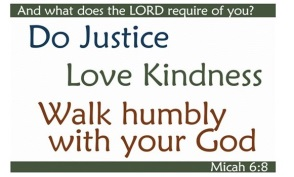 And what does the LORD require of you?
Do Justice
Love Kindness
Walk humbly
with your God
Micah 6:8